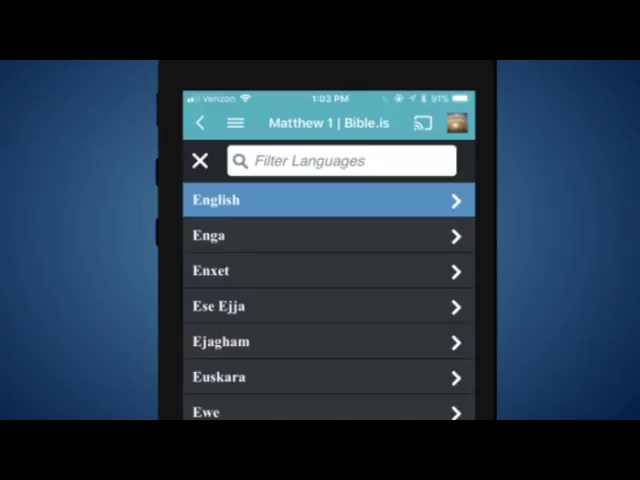 Verizon 1:03 PM 91%
Matthew 1 | Bible.is
Filter Languages
English
Enga
Enxet
Ese Ejja
Ejagham
Euskara
Ewe